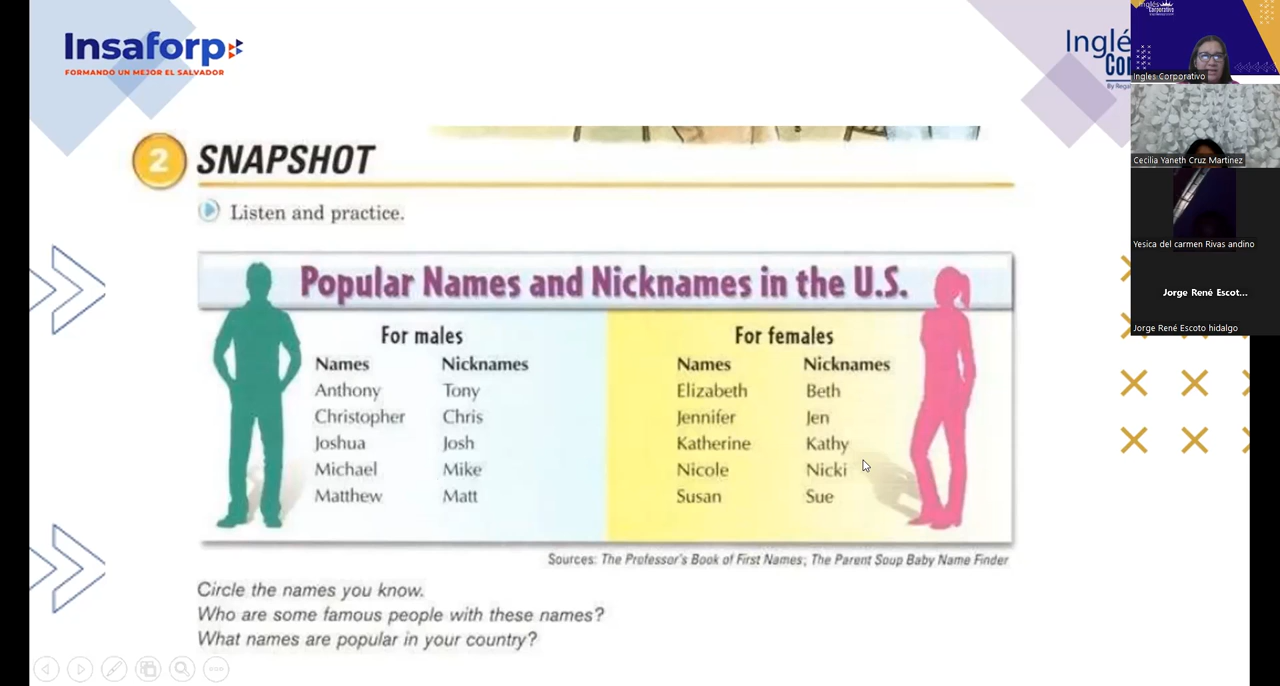 Insaforp
FORMANDO UN MEJOR EL SALVADOR
2 SNAPSHOT
Listen and practice.
Popular Names and Nicknames in the U.S.
For males
Names Nicknames
Anthony Tony
Christopher Chris
Joshua Josh
Michael Mike
Matthew Matt
For females
Names Nicknames
Elizabeth Beth
Jennifer Jen
Katherine Kathy
Nicole Nicki
Susan Sue
Sources: The Professor's Book of First Names; The Parent Soup Baby Name Finder
Circle the names you know.
Who are some famous people with these names?
What names are popular in your country?
Ingles Corporativo
Cecilia Yaneth Cruz Martinez
Yesica del carmen Rivas andino
Jorge René Escot...
Jorge René Escoto hidalgo